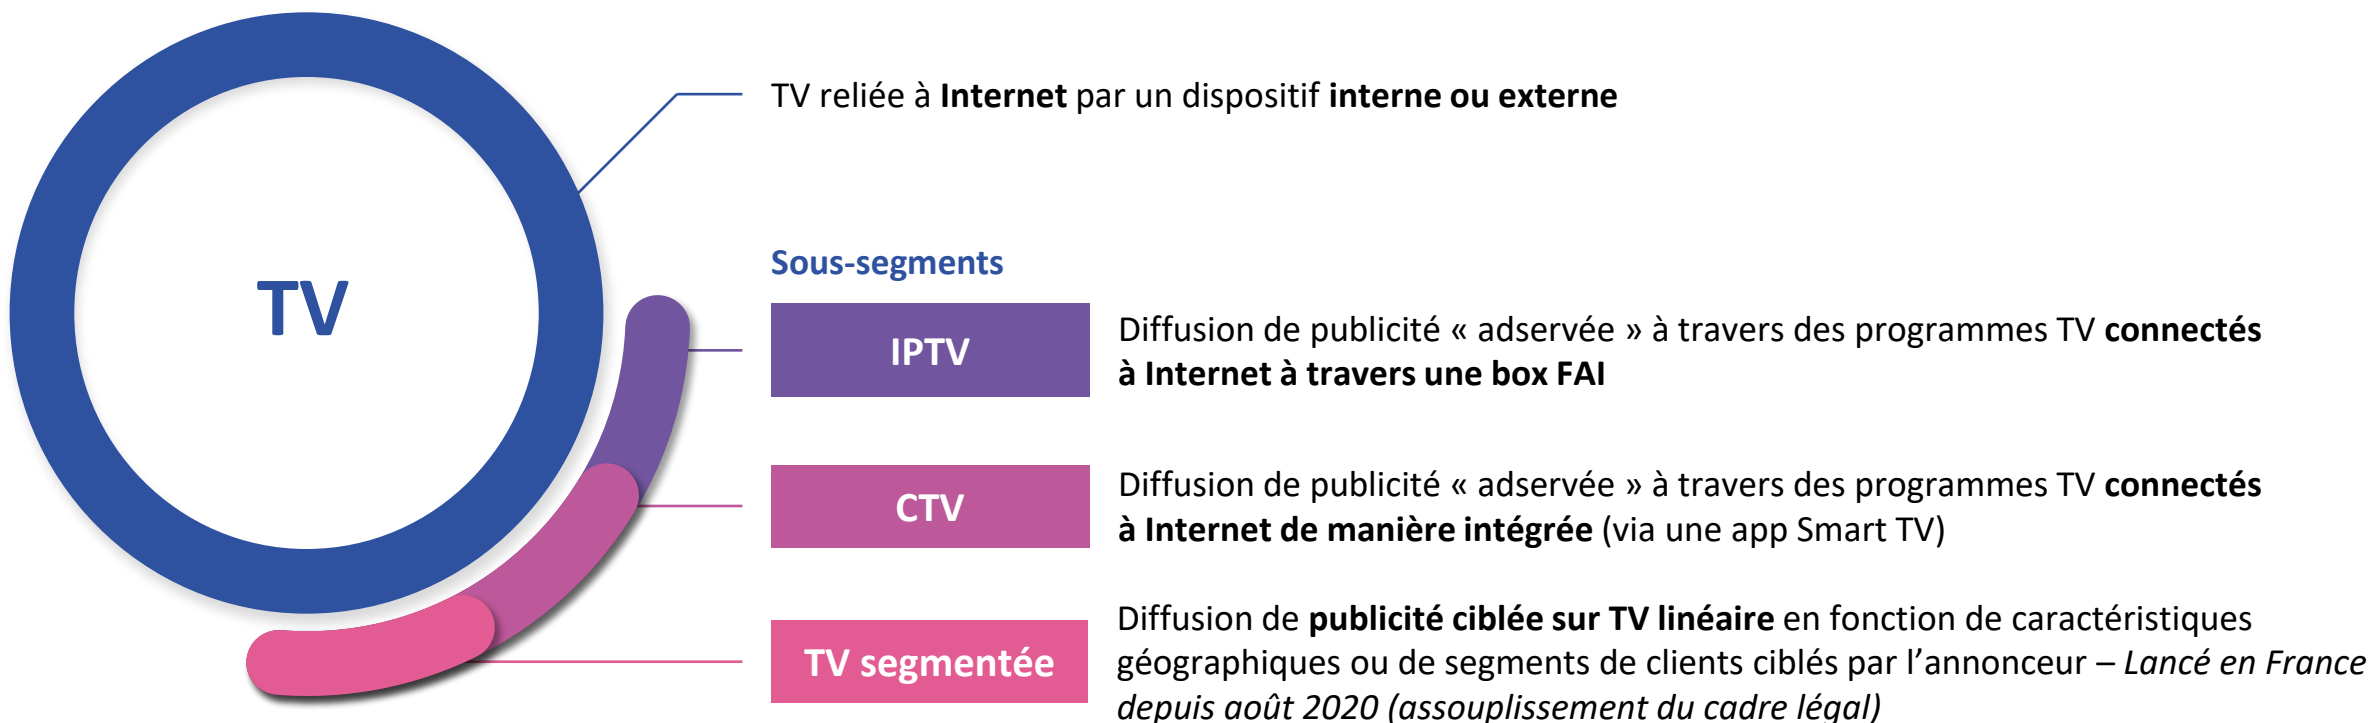 TV
TV reliée à Internet par un dispositif interne ou externe
Sous-segments
IPTV
Diffusion de publicité « adservée » à travers des programmes TV connectés
à Internet à travers une box FAI
CTV
Diffusion de publicité « adservée » à travers des programmes TV connectés
à Internet de manière intégrée (via une app Smart TV)
TV segmentée
Diffusion de publicité ciblée sur TV linéaire en fonction de caractéristiques
géographiques ou de segments de clients ciblés par l’annonceur – Lancé en France
depuis août 2020 (assouplissement du cadre légal)